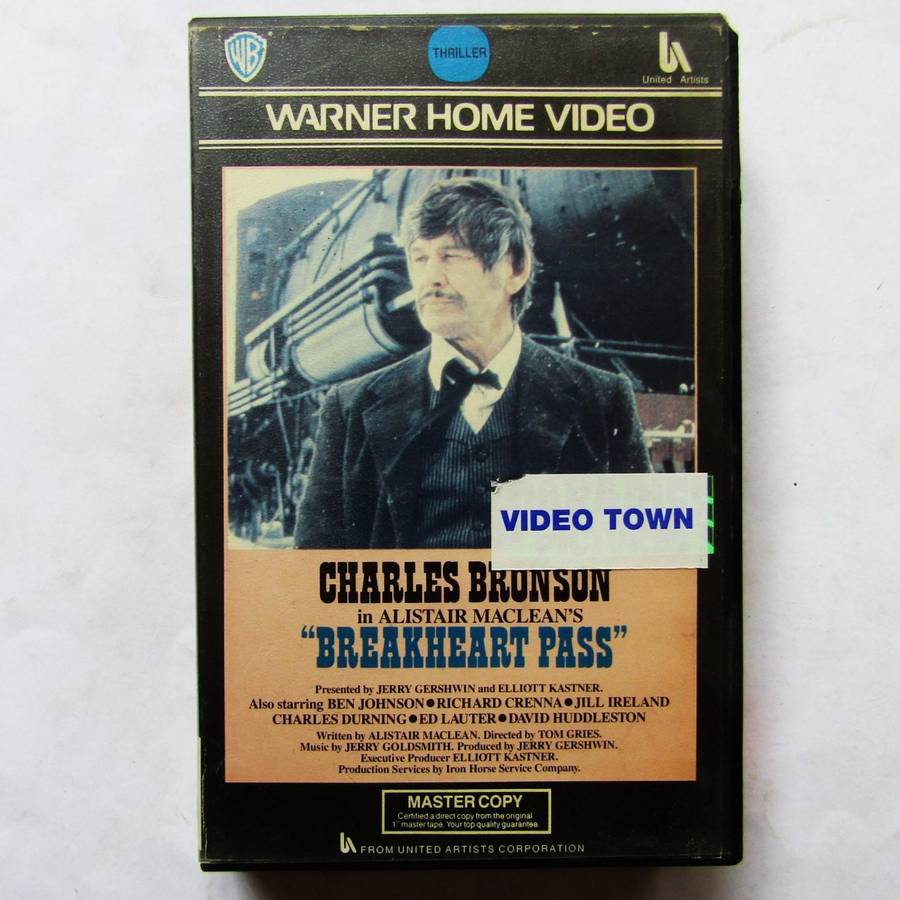 WB
THRILLER
United Artists
WARNER HOME VIDEO
VIDEO TOWN
CHARLES BRONSON
in ALISTAIR MACLEAN'S
"BREAKHEART PASS"
Presented by JERRY GERSHWIN and ELLIOTT KASTNER.
Also starring BEN JOHNSON●RICHARD CRENNA●JILL IRELAND
CHARLES DURNING●ED LAUTER●DAVID HUDDLESTON
Written by ALISTAIR MACLEAN. Directed by TOM GRIES.
Music by JERRY GOLDSMITH. Produced by JERRY GERSHWIN.
Executive Producer ELLIOTT KASTNER.
Production Services by Iron Horse Service Company.
MASTER COPY
Certified a direct copy from the original
1" master tape. Your top quality guarantee.
FROM UNITED ARTISTS CORPORATION